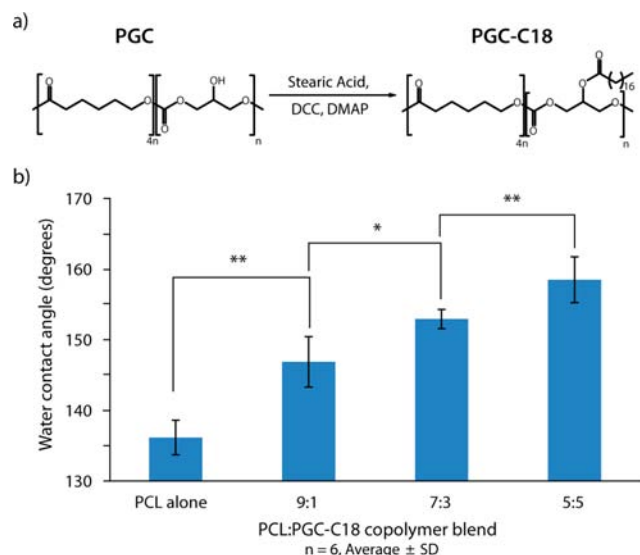 a)
PGC
PGC-C18
O
O
4n
O
O
OH
O
n
Stearic Acid,
DCC, DMAP
O
O
4n
O
O
O
O
16
O
n
b)
Water contact angle (degrees)
170
160
150
140
130
**
*
**
PCL alone
9:1
7:3
5:5
PCL:PGC-C18 copolymer blend
n = 6, Average ± SD